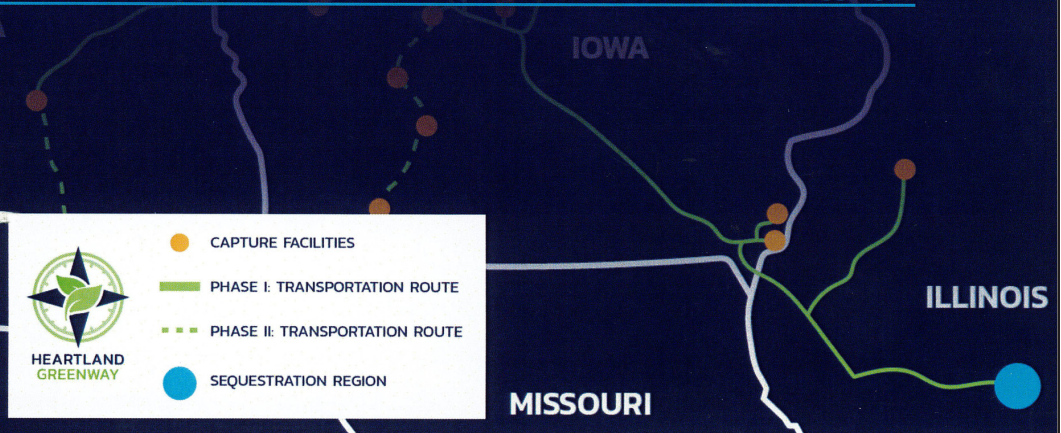 IOWA
ILLINOIS
MISSOURI
CAPTURE FACILITIES
PHASE I: TRANSPORTATION ROUTE
PHASE II: TRANSPORTATION ROUTE
SEQUESTRATION REGION
HEARTLAND
GREENWAY